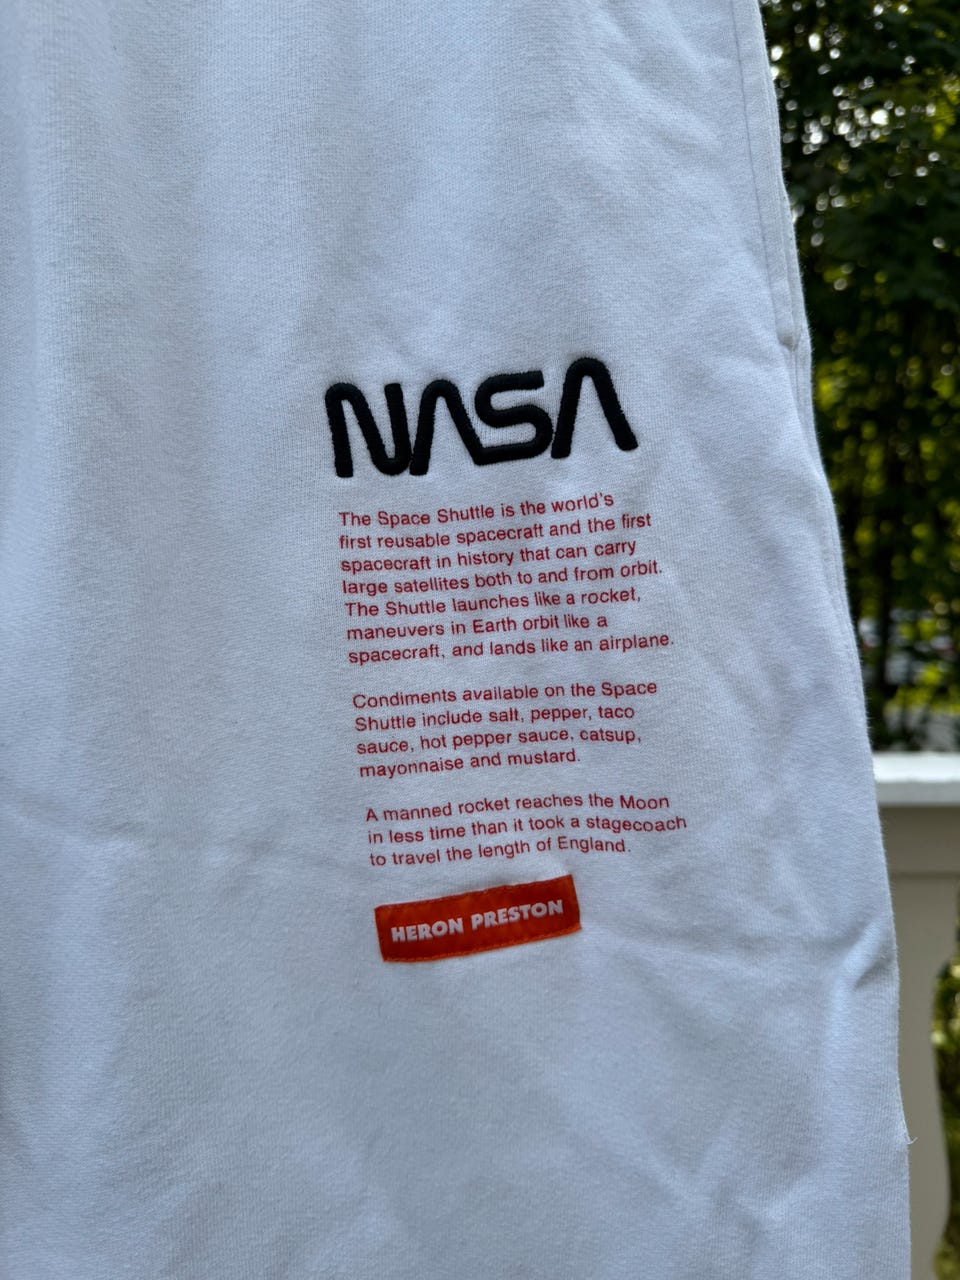 NASA
The Space Shuttle is the world's
first reusable spacecraft and the first
spacecraft in history that can carry
large satellites both to and from orbit.
The Shuttle launches like a rocket,
maneuvers in Earth orbit like a
spacecraft, and lands like an airplane.
Condiments available on the Space
Shuttle include salt, pepper, taco
sauce, hot pepper sauce, catsup,
mayonnaise and mustard.
A manned rocket reaches the Moon
in less time than it took a stagecoach
to travel the length of England.
HERON PRESTON